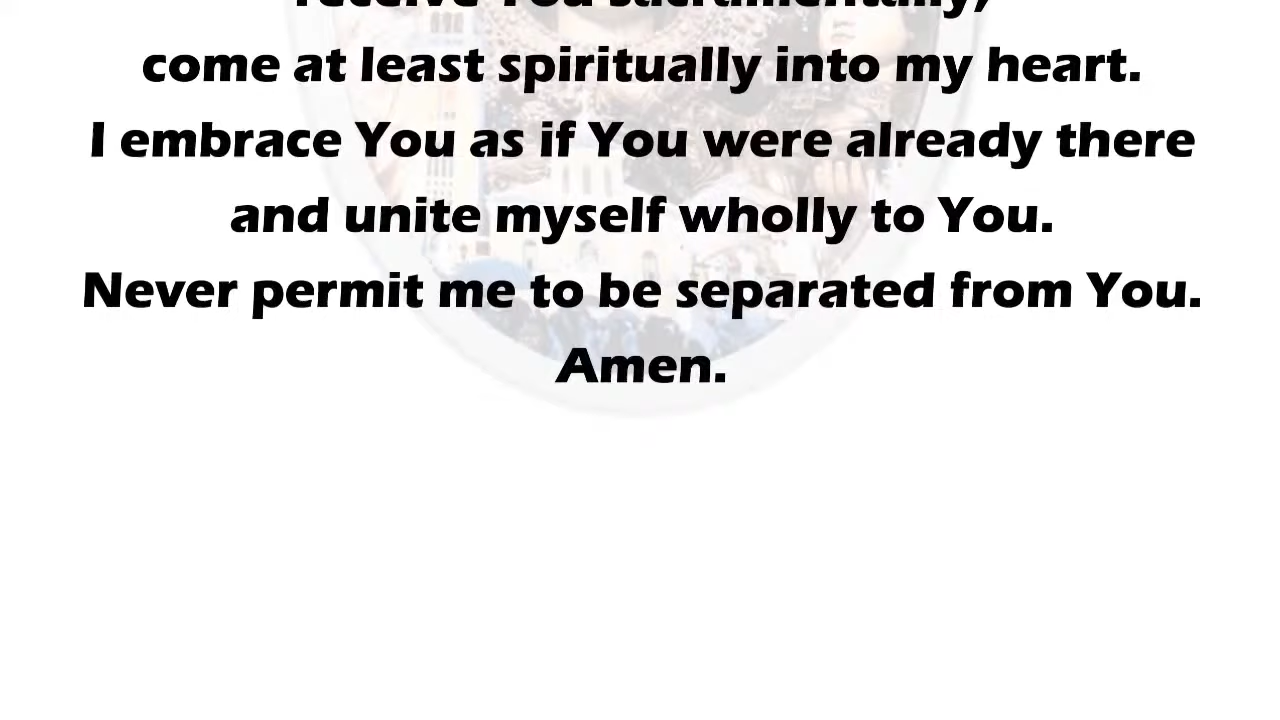 receive You sacramentally,
come at least spiritually into my heart.
I embrace You as if You were already there
and unite myself wholly to You.
Never permit me to be separated from You.
Amen.